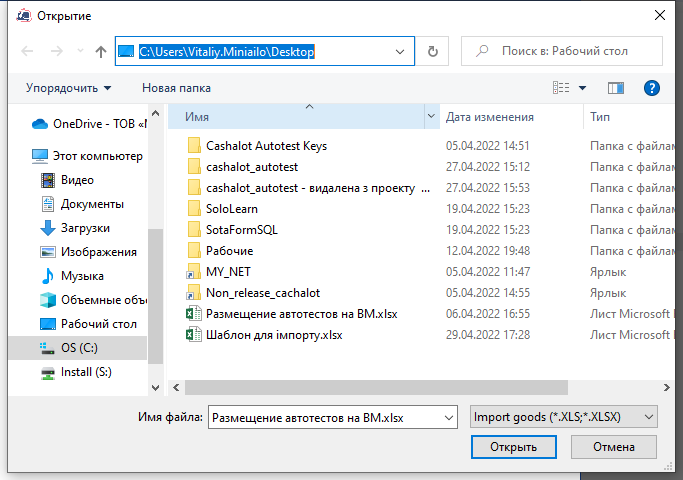 Открытие
C:\Users\Vitaliy.Miniailo\Desktop
Поиск в: Рабочий стол
Упорядочить
Новая папка
Имя
Дата изменения
Тип
OneDrive - ТОВ «М
Этот компьютер
Видео
Документы
Загрузки
Изображения
Музыка
Объемные объе
Рабочий стол
OS (C:)
Install (S:)
Cashalot Autotest Keys 05.04.2022 14:51 Папка с файлам
cashalot_autotest 27.04.2022 15:12 Папка с файлам
cashalot_autotest - видалена з проекту ... 27.04.2022 15:53 Папка с файлам
SoloLearn 19.04.2022 15:23 Папка с файлам
SotaFormSQL 19.04.2022 15:23 Папка с файлам
Рабочие 12.04.2022 19:48 Папка с файлам
MY_NET 05.04.2022 11:47 Ярлык
Non_release_cachalot 05.04.2022 14:55 Ярлык
Размещение автотестов на ВМ.xlsx 06.04.2022 16:55 Лист Microsoft
Шаблон для імпорту.xlsx 29.04.2022 17:28 Лист Microsoft
Имя файла:
Размещение автотестов на ВМ.xlsx
Import goods (*.XLS;*.XLSX)
Открыть
Отмена